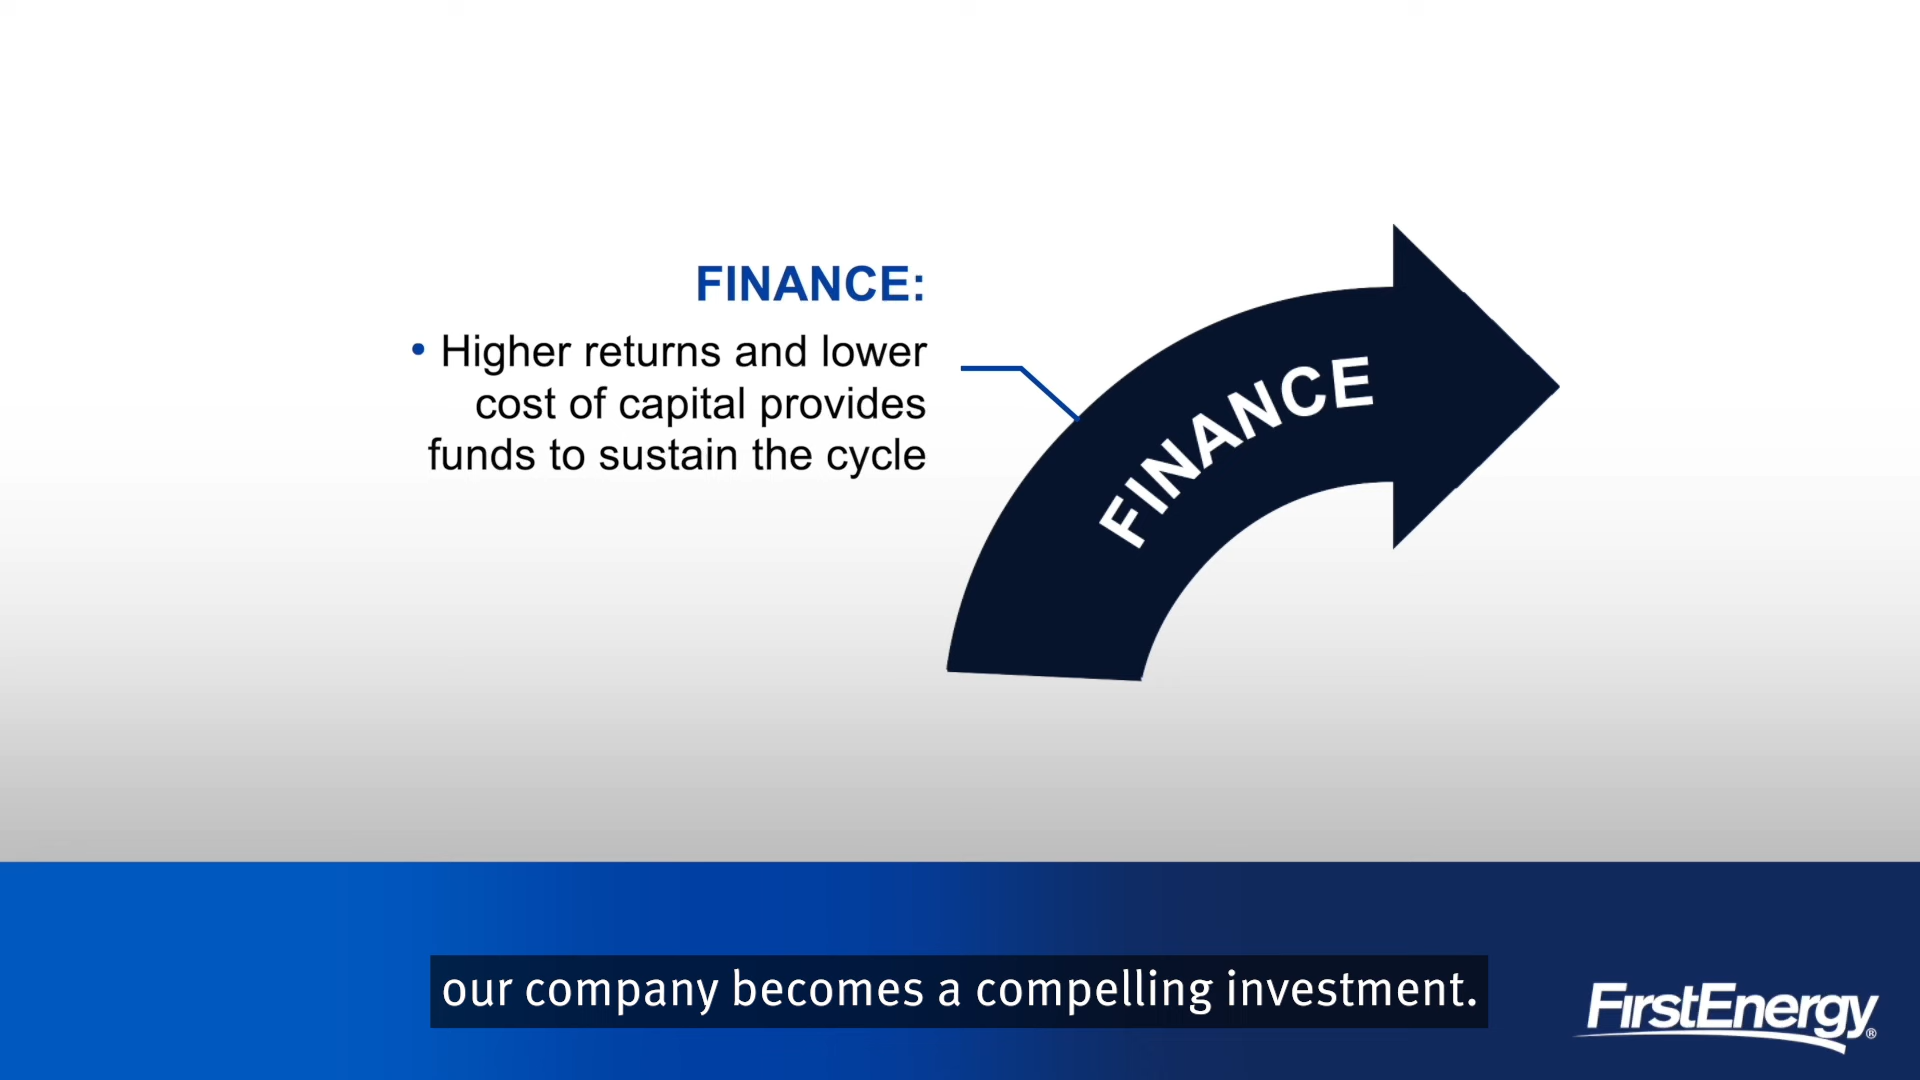 FINANCE:
• Higher returns and lower
cost of capital provides
funds to sustain the cycle
FINANCE
our company becomes a compelling investment.
FirstEnergy®